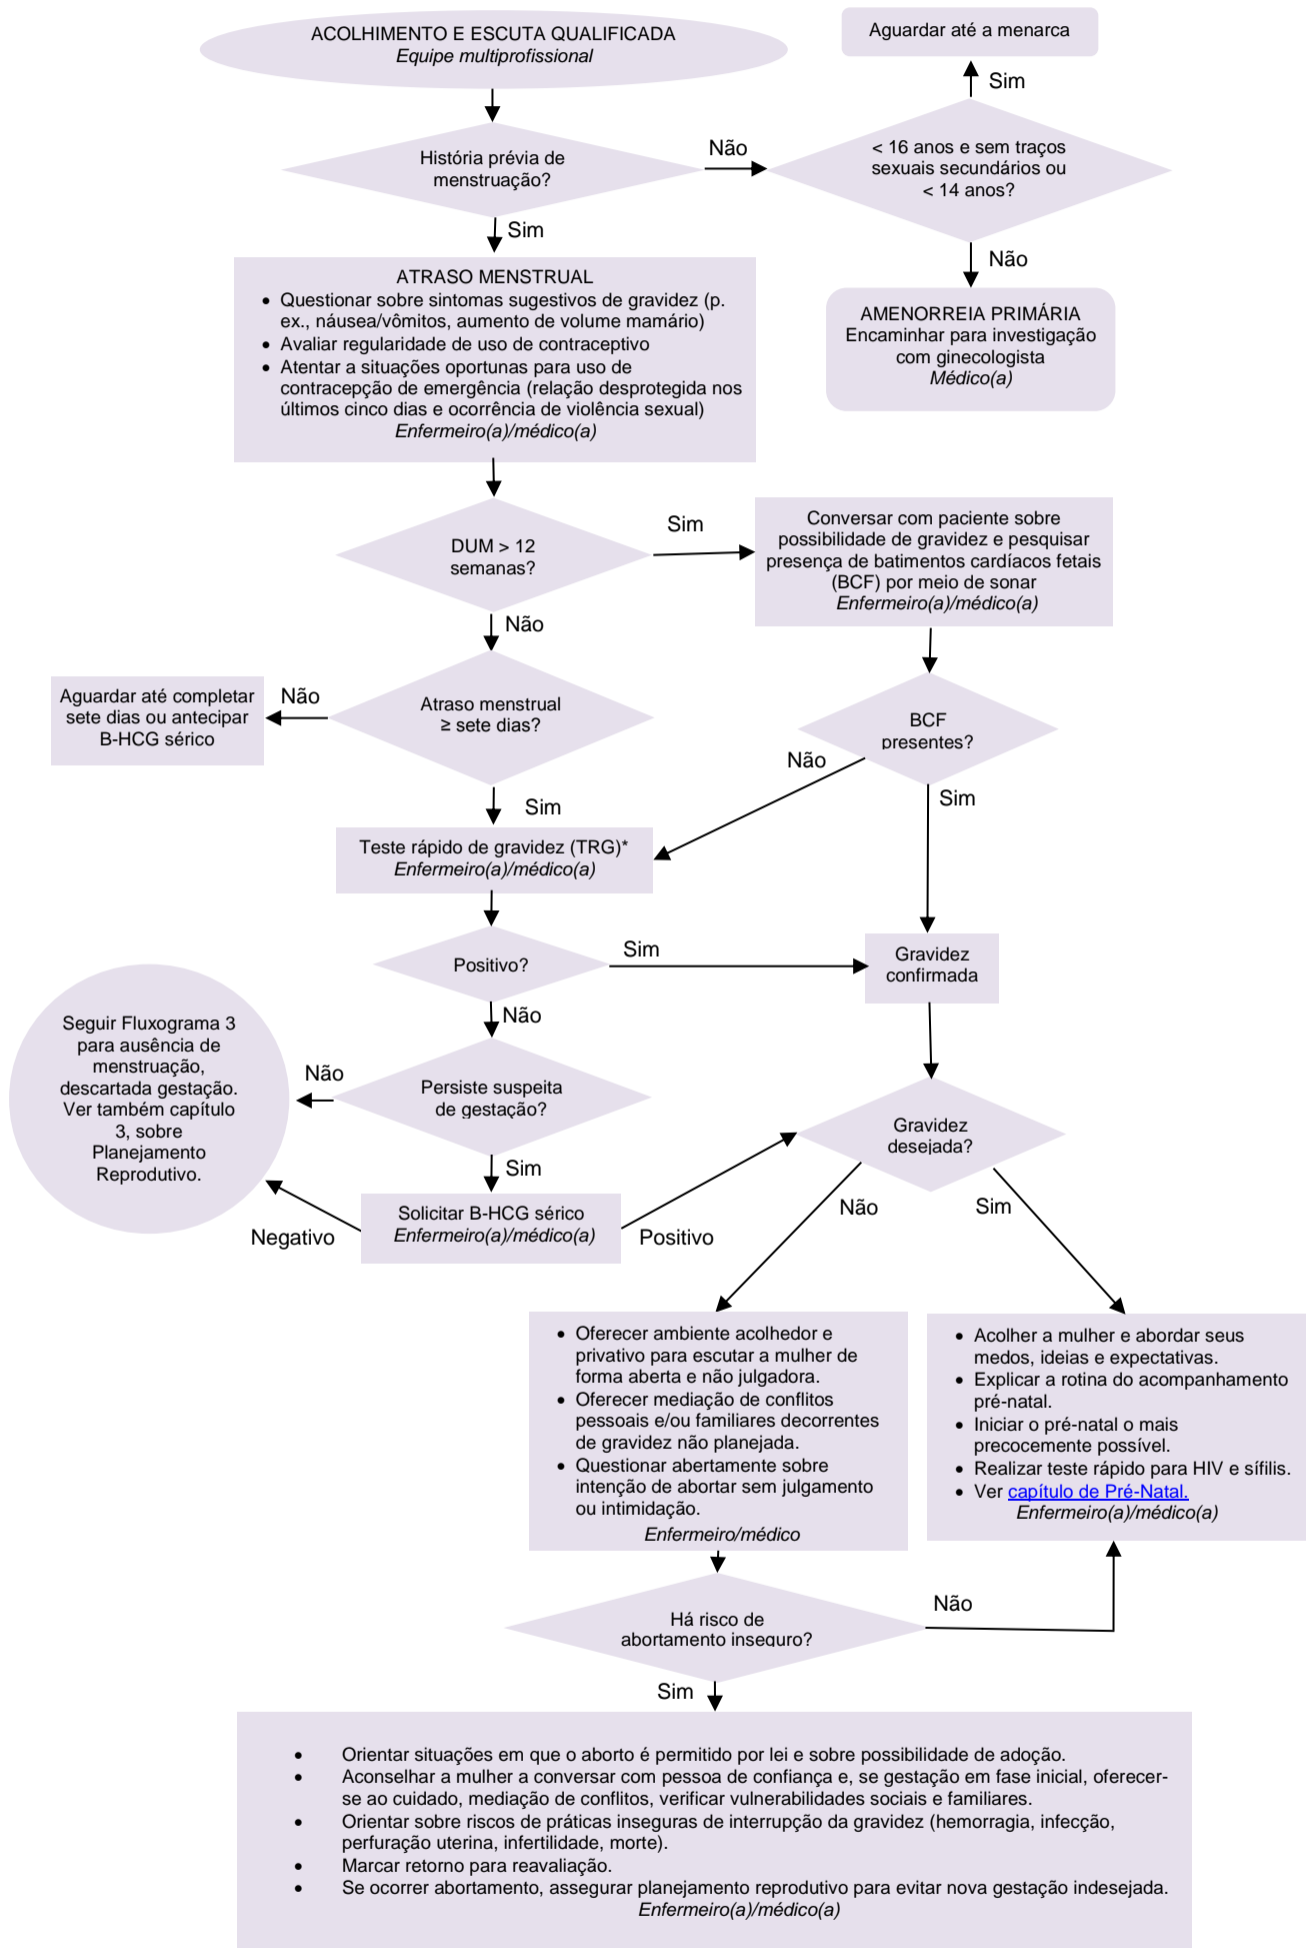 ACOLHIMENTO E ESCUTA QUALIFICADA
Equipe multiprofissional
Aguardar até a menarca
Sim
História prévia de
menstruação?
Não
< 16 anos e sem traços
sexuais secundários ou
< 14 anos?
Sim
Não
ATRASO MENSTRUAL
• Questionar sobre sintomas sugestivos de gravidez (p.
ex., náusea/vômitos, aumento de volume mamário)
• Avaliar regularidade de uso de contraceptivo
• Atentar a situações oportunas para uso de
contracepção de emergência (relação desprotegida nos
últimos cinco dias e ocorrência de violência sexual)
Enfermeiro(a)/médico(a)
AMENORREIA PRIMÁRIA
Encaminhar para investigação
com ginecologista
Médico(a)
DUM > 12
semanas?
Sim
Conversar com paciente sobre
possibilidade de gravidez e pesquisar
presença de batimentos cardíacos fetais
(BCF) por meio de sonar
Enfermeiro(a)/médico(a)
Não
Aguardar até completar
sete dias ou antecipar
B-HCG sérico
Não
Atraso menstrual
≥ sete dias?
BCF
presentes?
Não
Sim
Sim
Teste rápido de gravidez (TRG)*
Enfermeiro(a)/médico(a)
Positivo?
Sim
Gravidez
confirmada
Não
Seguir Fluxograma 3
para ausência de
menstruação,
descartada gestação.
Ver também capítulo
3, sobre
Planejamento
Reprodutivo.
Não
Persiste suspeita
de gestação?
Gravidez
desejada?
Sim
Solicitar B-HCG sérico
Enfermeiro(a)/médico(a)
Negativo
Positivo
Não
Sim
• Oferecer ambiente acolhedor e
privativo para escutar a mulher de
forma aberta e não julgadora.
• Oferecer mediação de conflitos
pessoais e/ou familiares decorrentes
de gravidez não planejada.
• Questionar abertamente sobre
intenção de abortar sem julgamento
ou intimidação.
Enfermeiro/médico
• Acolher a mulher e abordar seus
medos, ideias e expectativas.
• Explicar a rotina do acompanhamento
pré-natal.
• Iniciar o pré-natal o mais
precocemente possível.
• Realizar teste rápido para HIV e sífilis.
• Ver capítulo de Pré-Natal.
Enfermeiro(a)/médico(a)
Há risco de
abortamento inseguro?
Não
Sim
• Orientar situações em que o aborto é permitido por lei e sobre possibilidade de adoção.
• Aconselhar a mulher a conversar com pessoa de confiança e, se gestação em fase inicial, oferecer-
se ao cuidado, mediação de conflitos, verificar vulnerabilidades sociais e familiares.
• Orientar sobre riscos de práticas inseguras de interrupção da gravidez (hemorragia, infecção,
perfuração uterina, infertilidade, morte).
• Marcar retorno para reavaliação.
• Se ocorrer abortamento, assegurar planejamento reprodutivo para evitar nova gestação indesejada.
Enfermeiro(a)/médico(a)